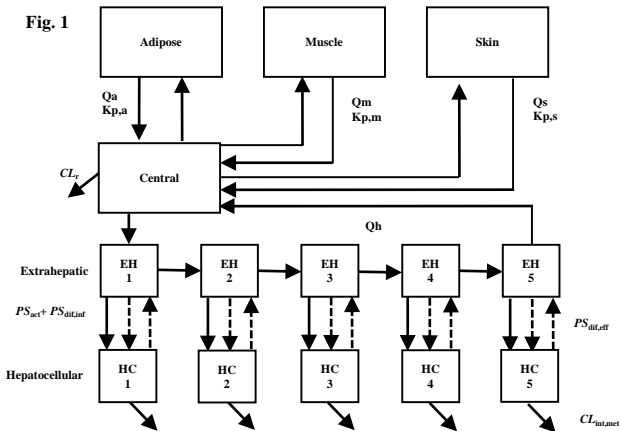 Fig. 1
Adipose
Muscle
Skin
Qa
Kp,a
Qm
Kp,m
Qs
Kp,s
CLr
Central
Qh
Extrahepatic
EH
1
EH
2
EH
3
EH
4
EH
5
PSact+ PSdif,inf
PSdif,eff
Hepatocellular
HC
1
HC
2
HC
3
HC
4
HC
5
CLint,met